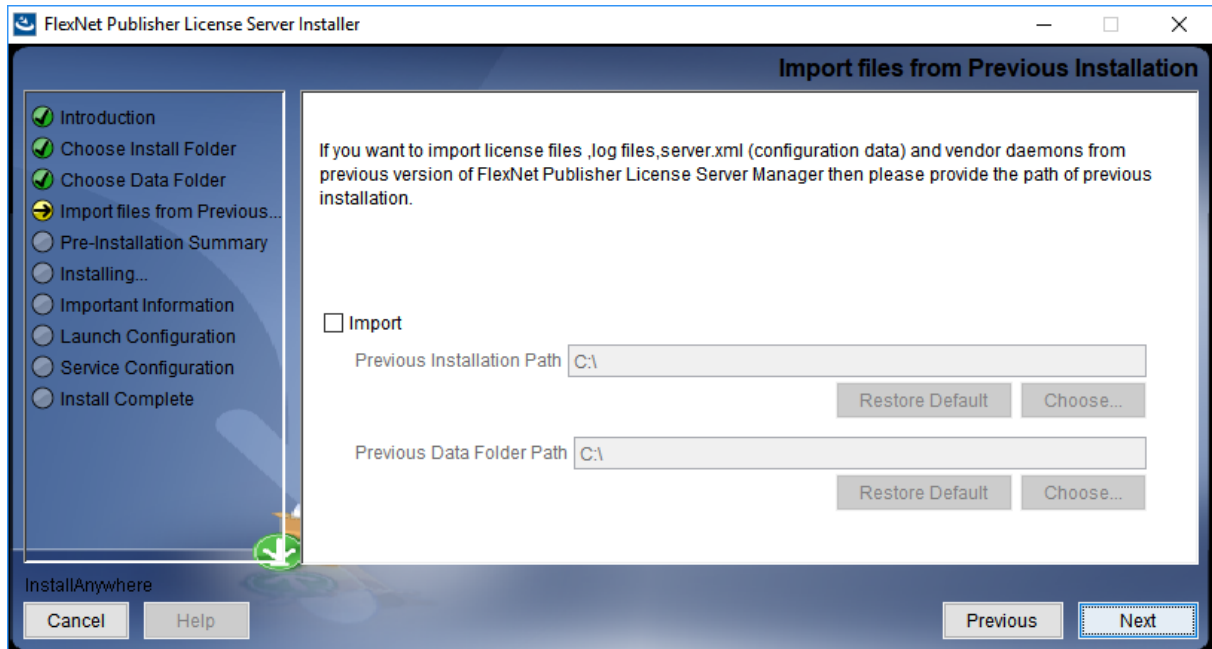 FlexNet Publisher License Server Installer
Import files from Previous Installation
Introduction
Choose Install Folder
Choose Data Folder
Import files from Previous...
Pre-Installation Summary
Installing...
Important Information
Launch Configuration
Service Configuration
Install Complete
If you want to import license files ,log files,server.xml (configuration data) and vendor daemons from
previous version of FlexNet Publisher License Server Manager then please provide the path of previous
installation.
Import
Previous Installation Path C:\
Restore Default Choose...
Previous Data Folder Path C:\
Restore Default Choose...
InstallAnywhere
Cancel Help Previous Next